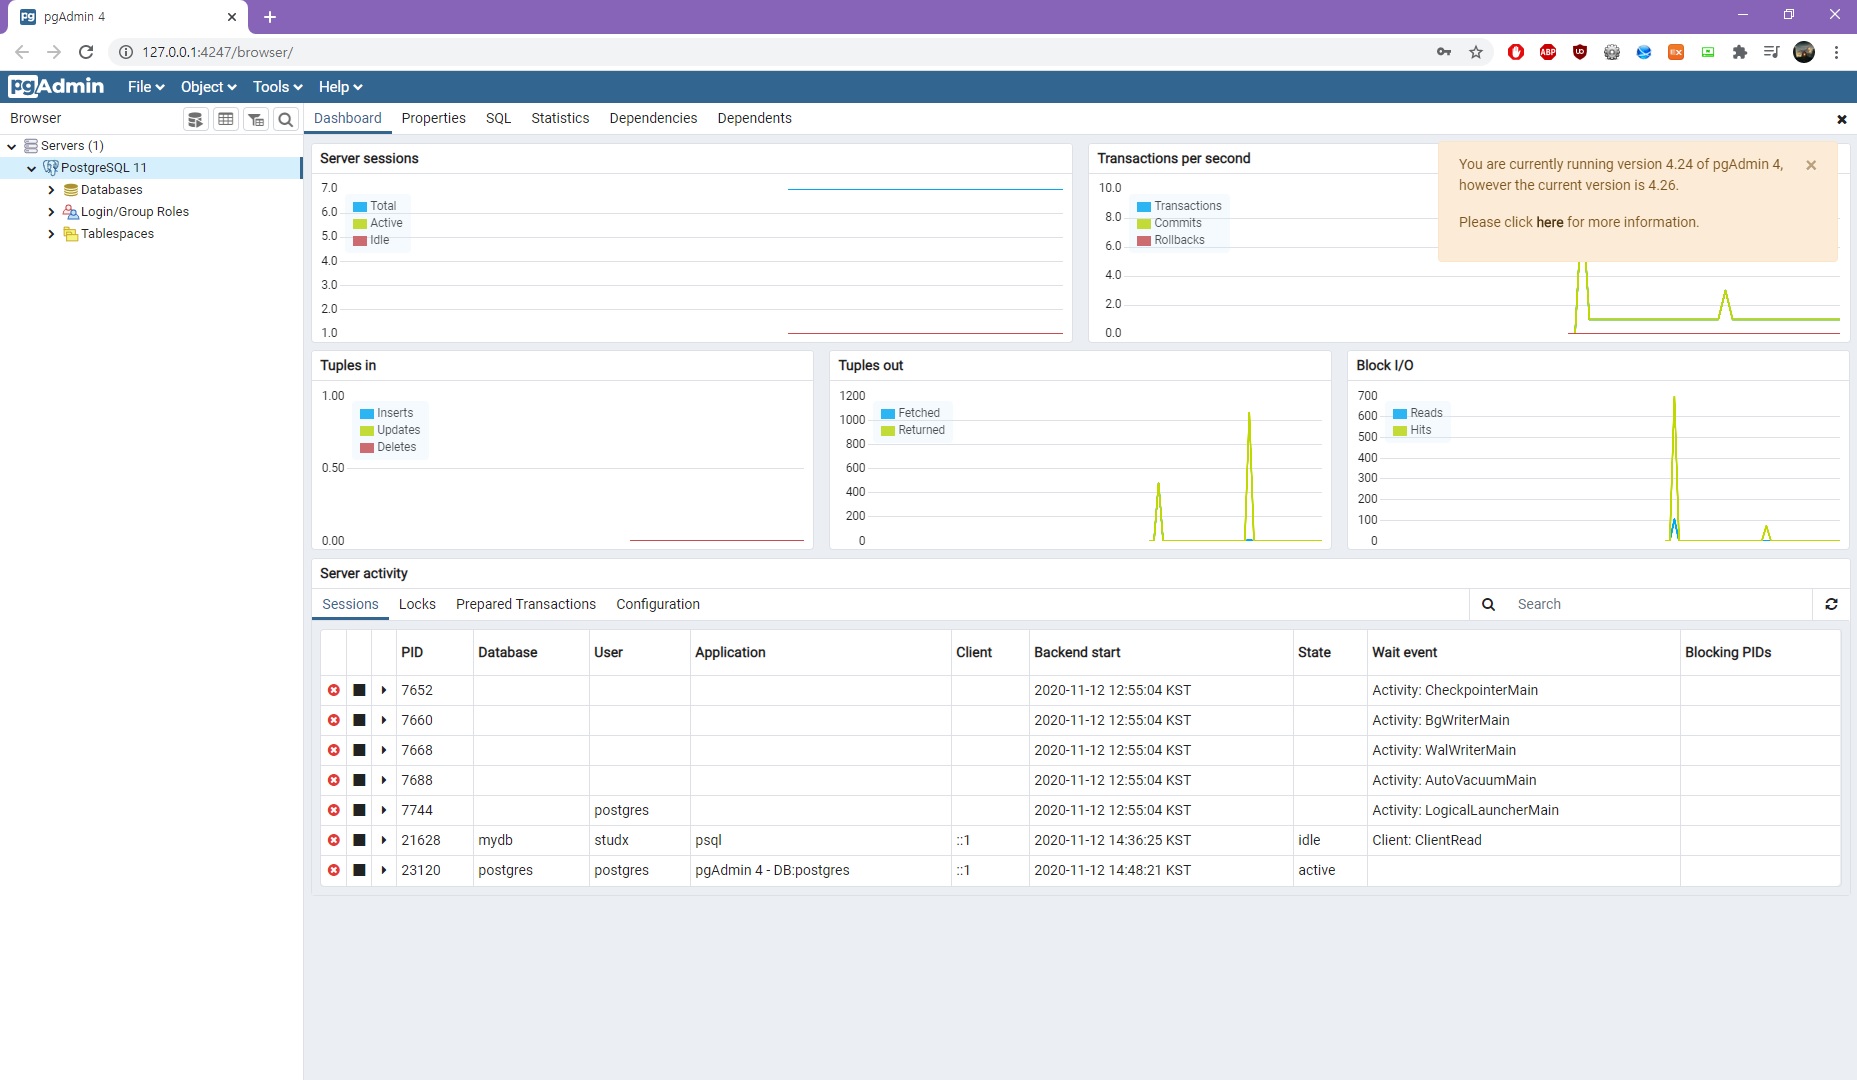 pgAdmin 4
127.0.0.1:4247/browser/
pgAdmin File Object Tools Help
Browser
Dashboard Properties SQL Statistics Dependencies Dependents
Servers (1)
PostgreSQL 11
Databases
Login/Group Roles
Tablespaces
Server sessions
7.0
6.0
5.0
4.0
3.0
2.0
1.0
Total
Active
Idle
Transactions per second
10.0
8.0
6.0
4.0
2.0
0.0
Transactions
Commits
Rollbacks
You are currently running version 4.24 of pgAdmin 4,
however the current version is 4.26.
Please click here for more information.
Tuples in
1.00
0.50
0.00
Inserts
Updates
Deletes
Tuples out
1200
1000
800
600
400
200
0
Fetched
Returned
Block I/O
700
600
500
400
300
200
100
0
Reads
Hits
Server activity
Sessions Locks Prepared Transactions Configuration Search
PID Database User Application Client Backend start State Wait event Blocking PIDs
7652 2020-11-12 12:55:04 KST Activity: CheckpointerMain
7660 2020-11-12 12:55:04 KST Activity: BgWriterMain
7668 2020-11-12 12:55:04 KST Activity: WalWriterMain
7688 2020-11-12 12:55:04 KST Activity: AutoVacuumMain
7744 postgres 2020-11-12 12:55:04 KST Activity: LogicalLauncherMain
21628 mydb studx psql ::1 2020-11-12 14:36:25 KST idle Client: ClientRead
23120 postgres postgres pgAdmin 4 - DB:postgres ::1 2020-11-12 14:48:21 KST active